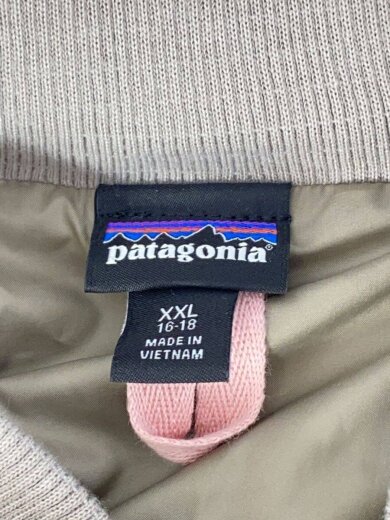 patagonia®
XXL
16-18
MADE IN
VIETNAM